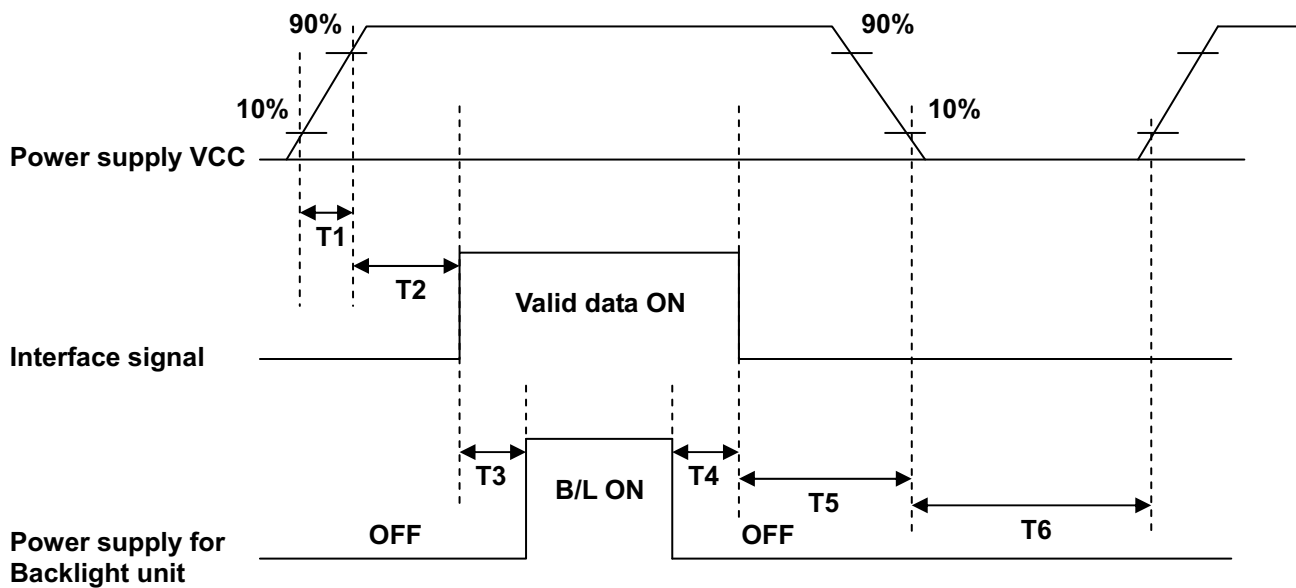 90%
90%
10%
10%
Power supply VCC
T1
T2
Valid data ON
Interface signal
T3
T4
B/L ON
T5
T6
OFF
OFF
Power supply for
Backlight unit